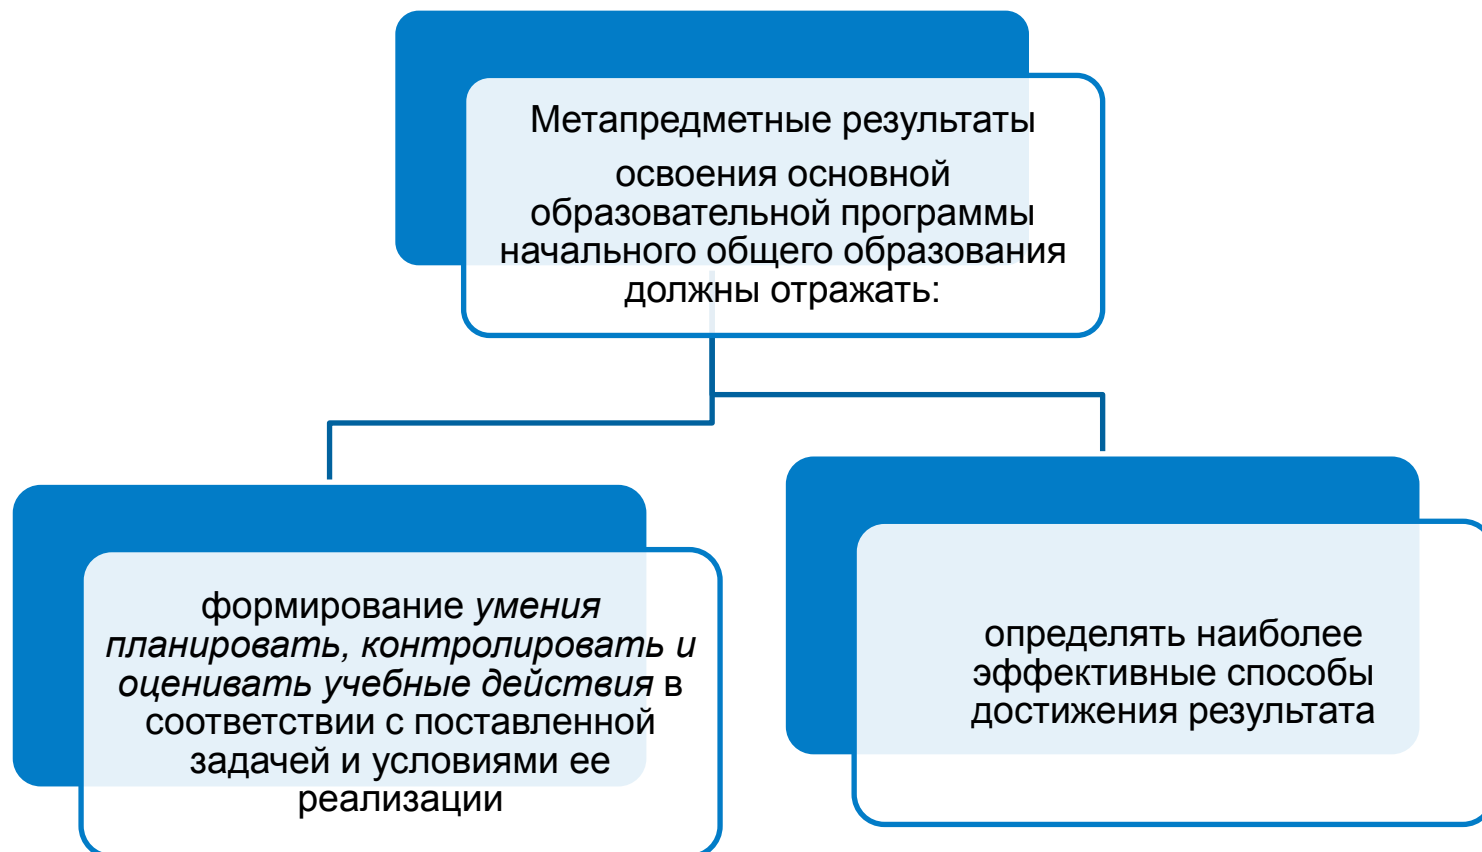 Метапредметные результаты
освоения основной
образовательной программы
начального общего образования
должны отражать:
формирование умения
планировать, контролировать и
оценивать учебные действия в
соответствии с поставленной
задачей и условиями ее
реализации
определять наиболее
эффективные способы
достижения результата